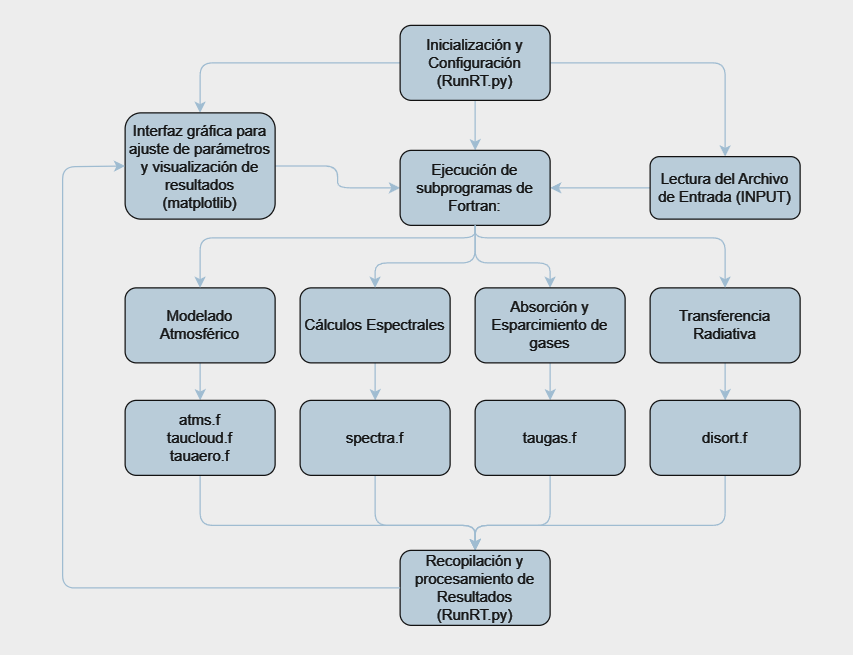 Inicialización y
Configuración
(RunRT.py)
Interfaz gráfica para
ajuste de parámetros
y visualización de
resultados
(matplotlib)
Ejecución de
subprogramas de
Fortran:
Lectura del Archivo
de Entrada (INPUT)
Modelado
Atmosférico
Cálculos Espectrales
Absorción y
Esparcimiento de
gases
Transferencia
Radiativa
atms.f
taucloud.f
tauaero.f
spectra.f
taugas.f
disort.f
Recopilación y
procesamiento de
Resultados
(RunRT.py)